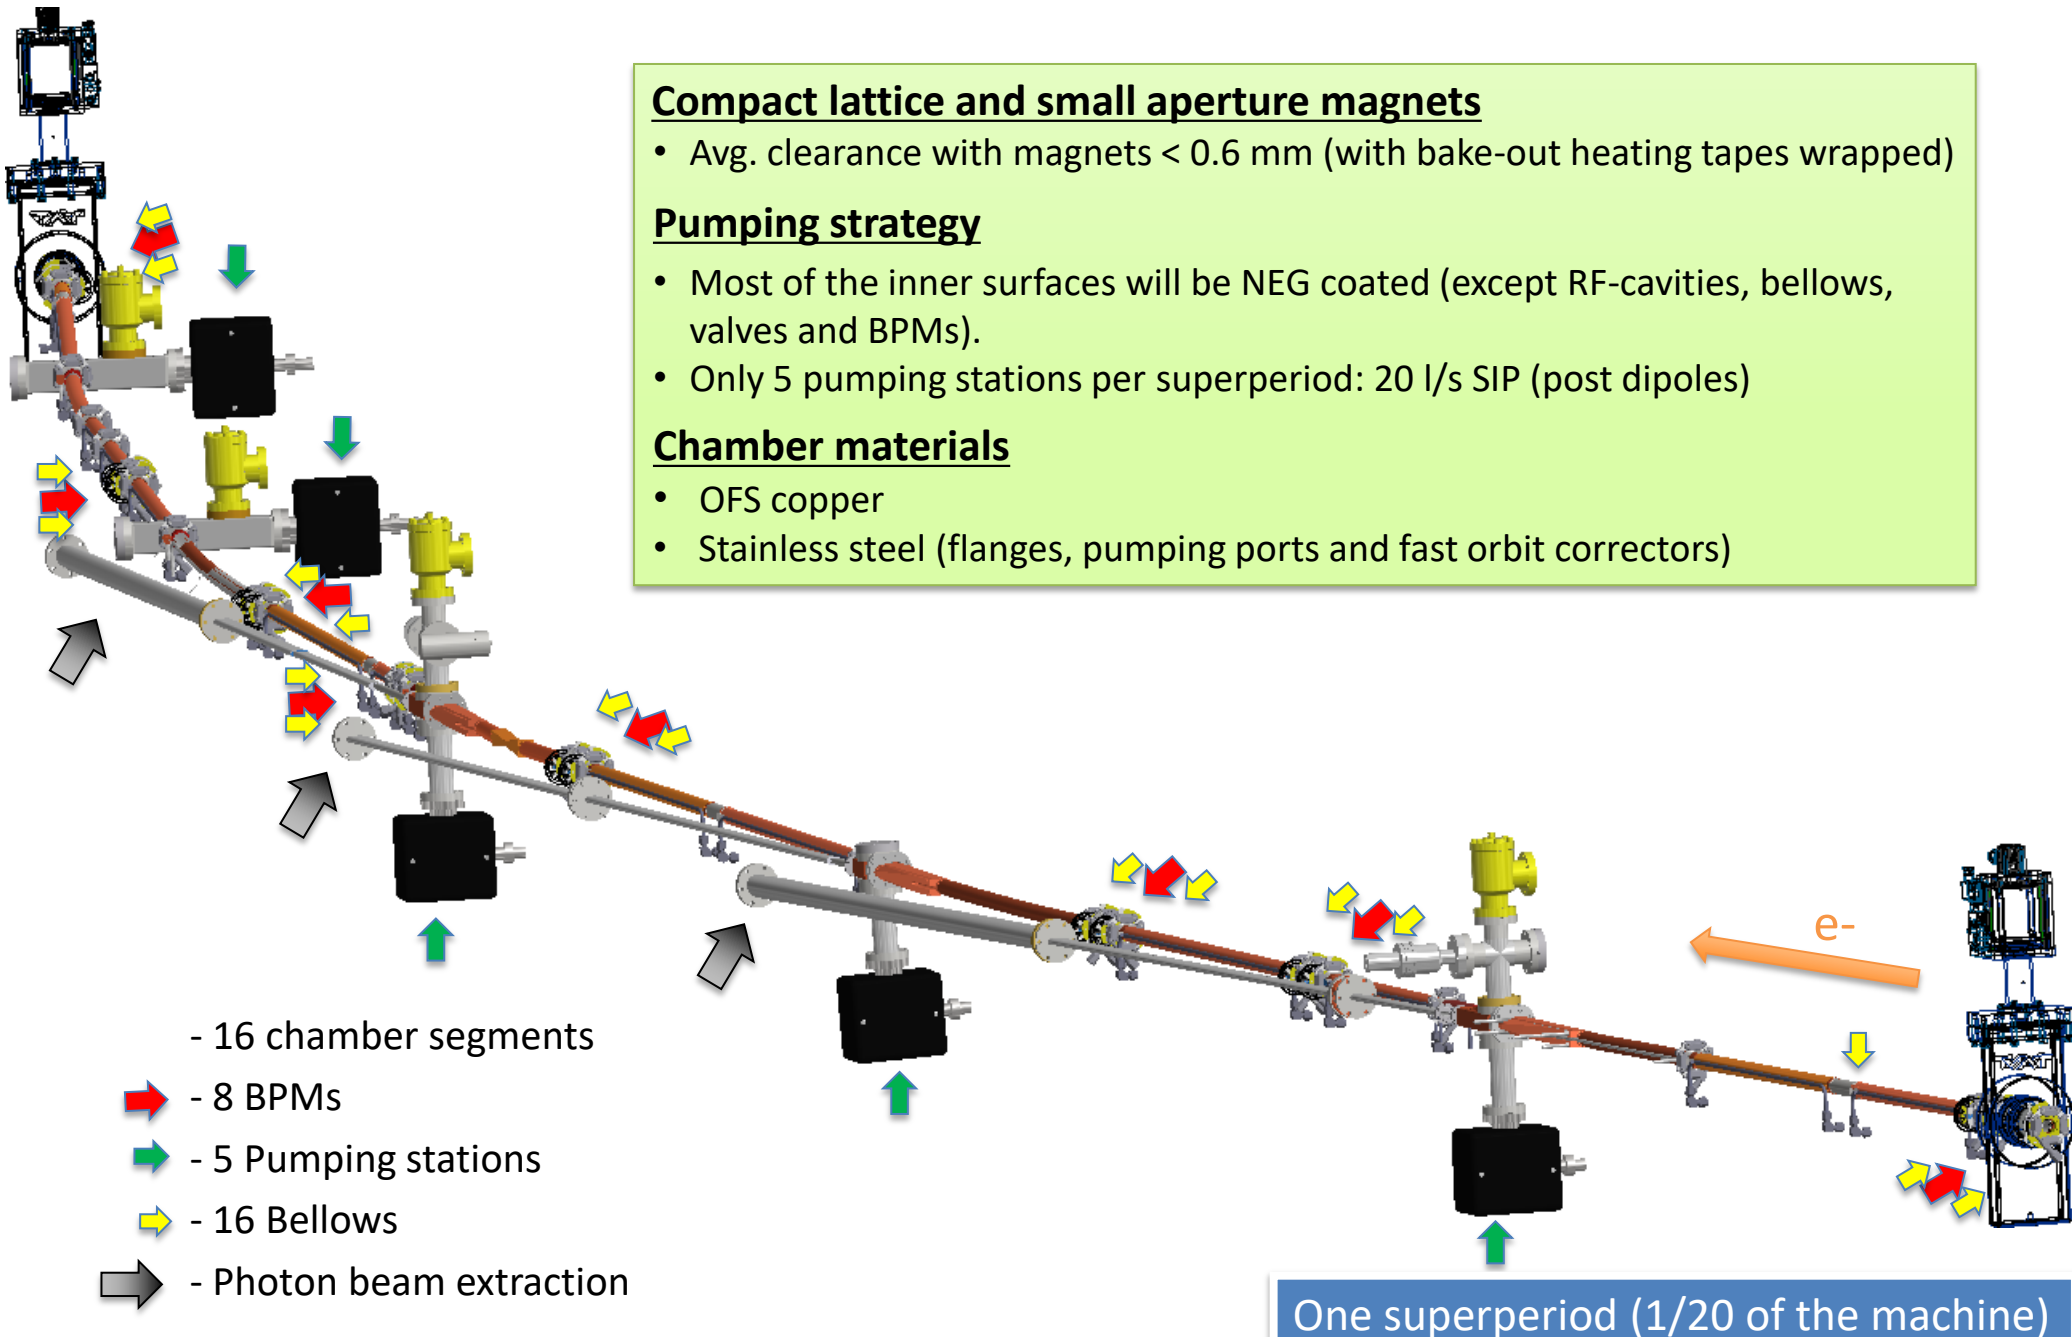 Compact lattice and small aperture magnets
• Avg. clearance with magnets < 0.6 mm (with bake-out heating tapes wrapped)
Pumping strategy
• Most of the inner surfaces will be NEG coated (except RF-cavities, bellows,
valves and BPMs).
• Only 5 pumping stations per superperiod: 20 l/s SIP (post dipoles)
Chamber materials
• OFS copper
• Stainless steel (flanges, pumping ports and fast orbit correctors)
e-
- 16 chamber segments
- 8 BPMs
- 5 Pumping stations
- 16 Bellows
- Photon beam extraction
One superperiod (1/20 of the machine)